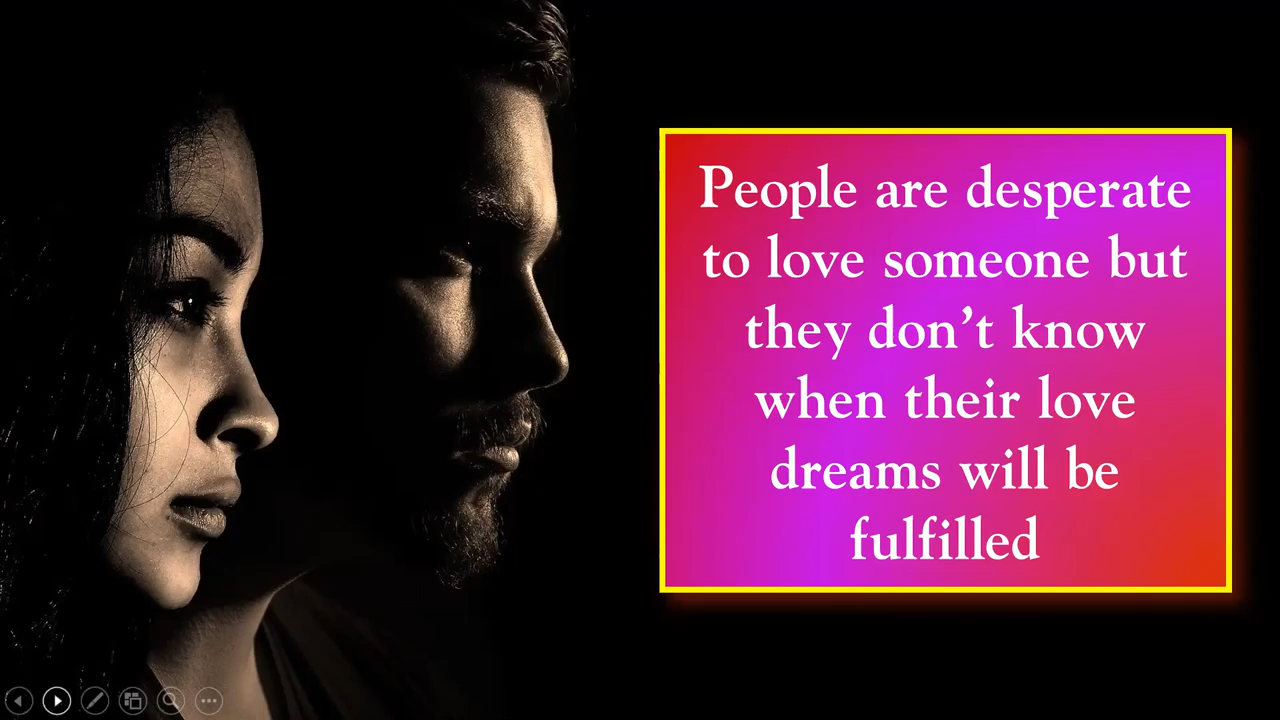 People are desperate
to love someone but
they don’t know
when their love
dreams will be
fulfilled